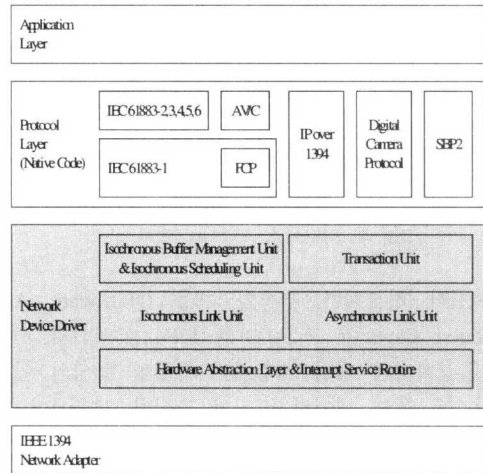 Application
Layer
IEC61883-2,3,4,5,6
AV/C
Protocol
Layer
(Native Code)
IEC61883-1
FCP
IP over
1394
Digital
Camera
Protocol
SBP2
Isochronous Buffer Management Unit
& Isochronous Scheduling Unit
Transaction Unit
Network
Device Driver
Isochronous Link Unit
Asynchronous Link Unit
Hardware Abstraction Layer & Interrupt Service Routine
IEEE 1394
Network Adapter